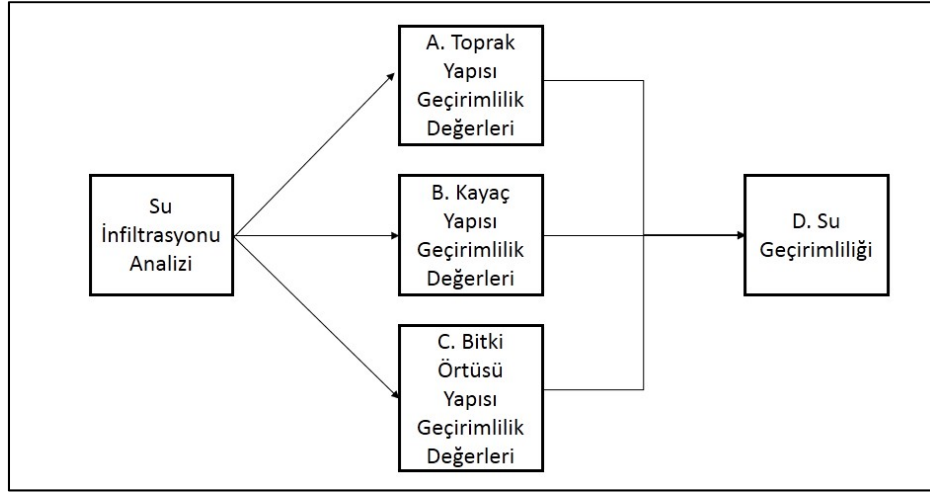 Su
İnfiltrasyonu
Analizi
A. Toprak
Yapısı
Geçirimlilik
Değerleri
B. Kayaç
Yapısı
Geçirimlilik
Değerleri
C. Bitki
Örtüsü
Yapısı
Geçirimlilik
Değerleri
D. Su
Geçirimliliği